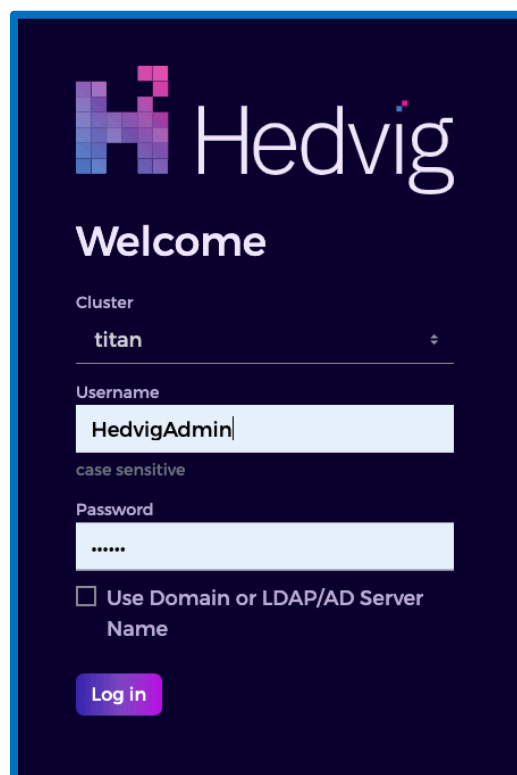 Hedvig
Welcome
Cluster
titan
Username
HedvigAdmin
case sensitive
Password
••••••
Use Domain or LDAP/AD Server
Name
Log in